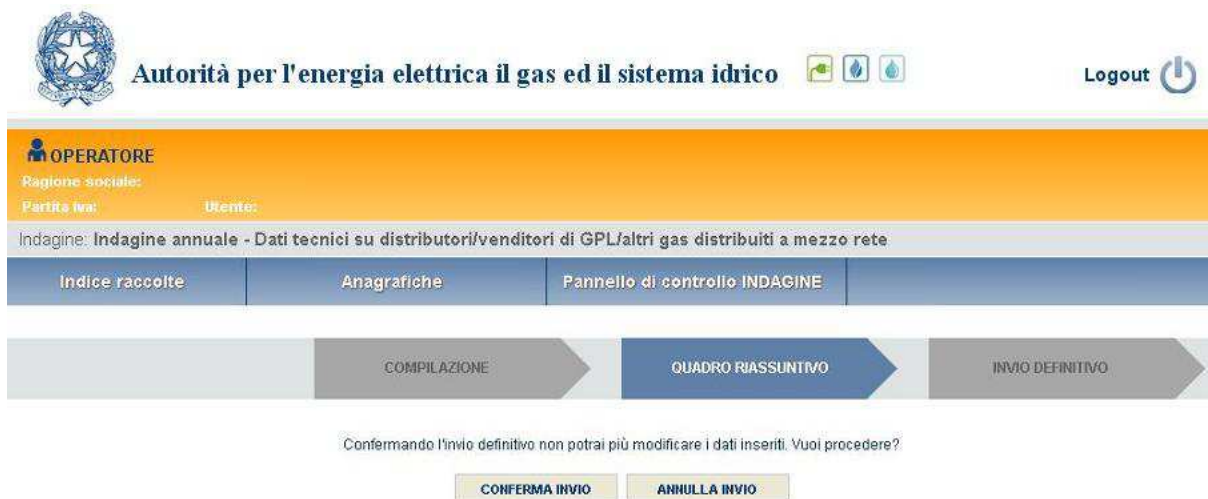 Autorità per l'energia elettrica il gas ed il sistema idrico
Logout
OPERATORE
Ragione sociale:
Partita iva: Utente:
Indagine: Indagine annuale - Dati tecnici su distributori/venditori di GPL/altri gas distribuiti a mezzo rete
Indice raccolte Anagrafiche Pannello di controllo INDAGINE
COMPILAZIONE QUADRO RIASSUNTIVO INVIO DEFINITIVO
Confermando l'invio definitivo non potrai più modificare i dati inseriti. Vuoi procedere?
CONFERMA INVIO ANNULLA INVIO